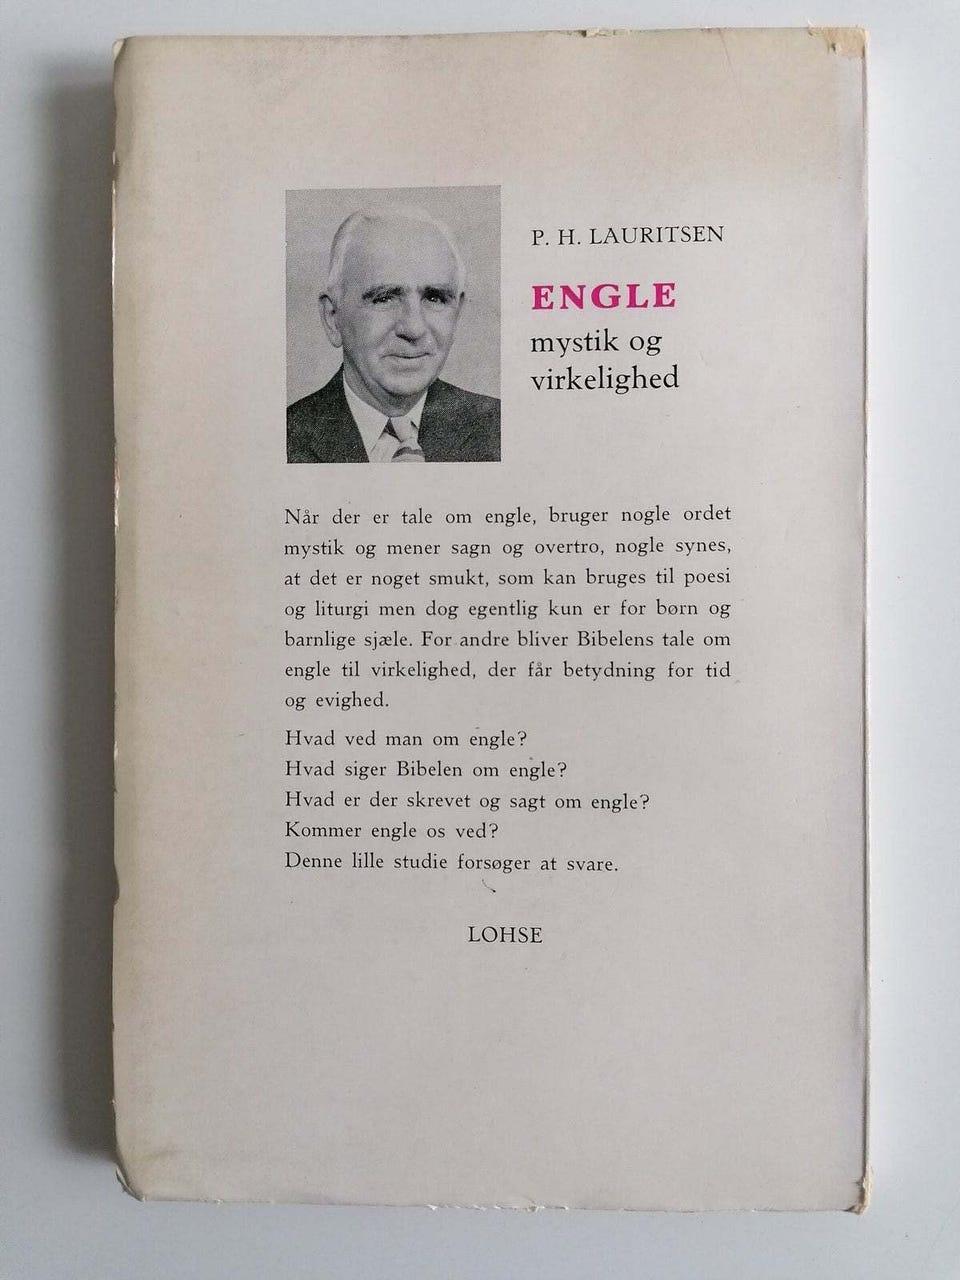 P. H. LAURITSEN
ENGLE
mystik og
virkelighed
Når der er tale om engle, bruger nogle ordet
mystik og mener sagn og overtro, nogle synes,
at det er noget smukt, som kan bruges til poesi
og liturgi men dog egentlig kun er for børn og
barnlige sjæle. For andre bliver Bibelens tale om
engle til virkelighed, der får betydning for tid
og evighed.
Hvad ved man om engle?
Hvad siger Bibelen om engle?
Hvad er der skrevet og sagt om engle?
Kommer engle os ved?
Denne lille studie forsøger at svare.
LOHSE